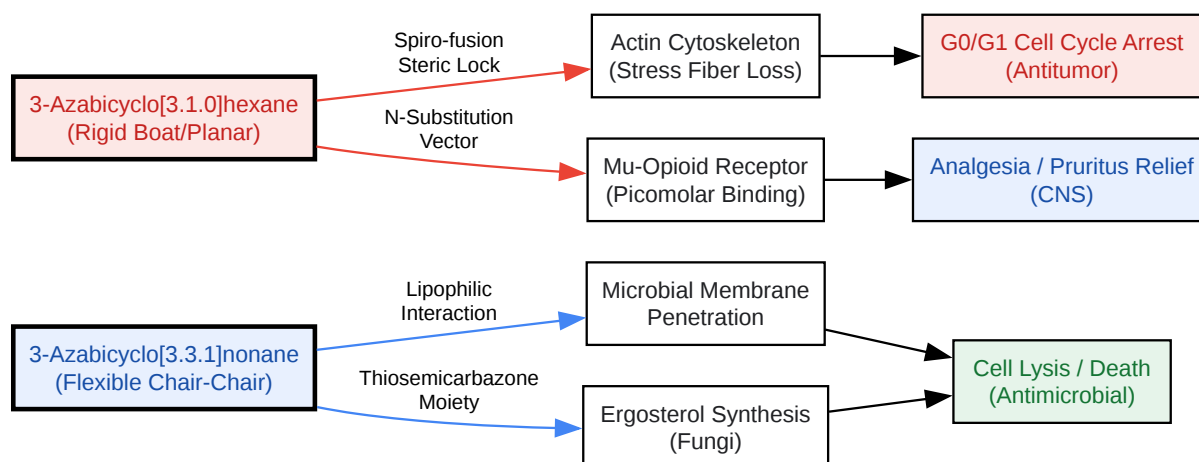 Spiro-fusion
Steric Lock
Actin Cytoskeleton
(Stress Fiber Loss)
G0/G1 Cell Cycle Arrest
(Antitumor)
3-Azabicyclo[3.1.0]hexane
(Rigid Boat/Planar)
N-Substitution
Vector
Mu-Opioid Receptor
(Picomolar Binding)
Analgesia / Pruritus Relief
(CNS)
Lipophilic
Interaction
Microbial Membrane
Penetration
3-Azabicyclo[3.3.1]nonane
(Flexible Chair-Chair)
Thiosemicarbazone
Moiety
Ergosterol Synthesis
(Fungi)
Cell Lysis / Death
(Antimicrobial)